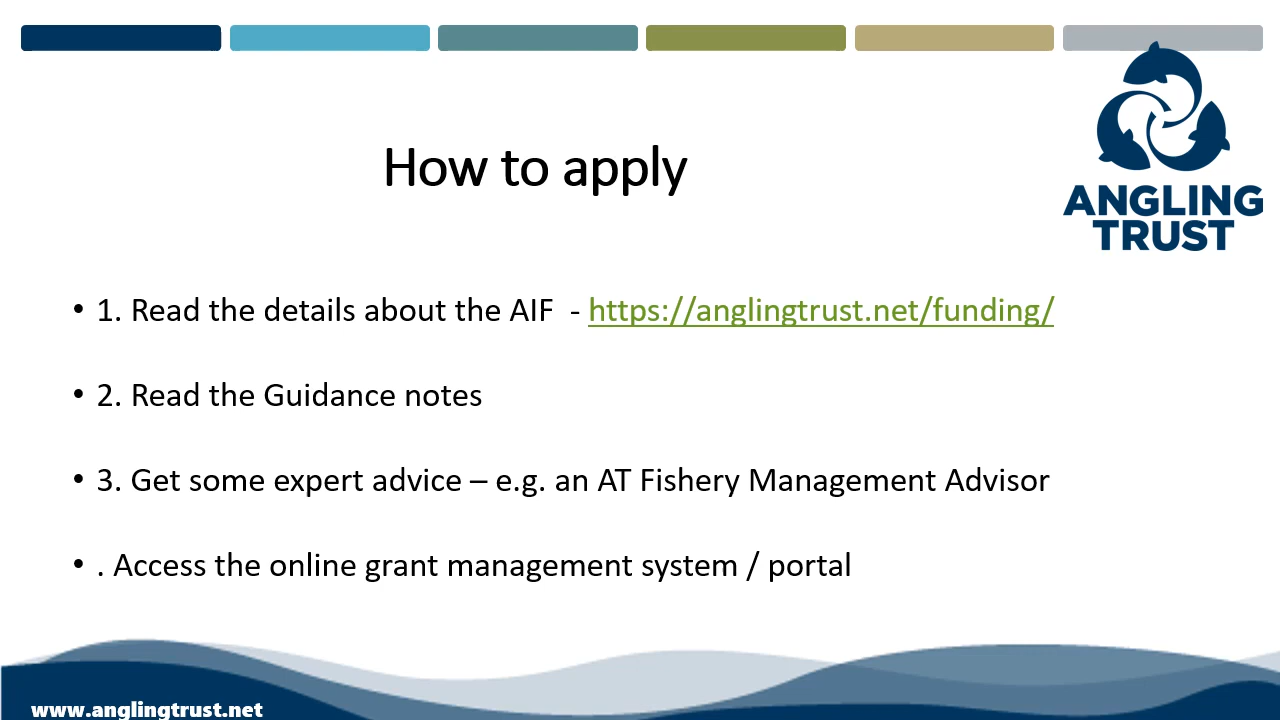 How to apply
ANGLING
TRUST
• 1. Read the details about the AIF - https://anglingtrust.net/funding/
• 2. Read the Guidance notes
• 3. Get some expert advice – e.g. an AT Fishery Management Advisor
• . Access the online grant management system / portal
www.anglingtrust.net